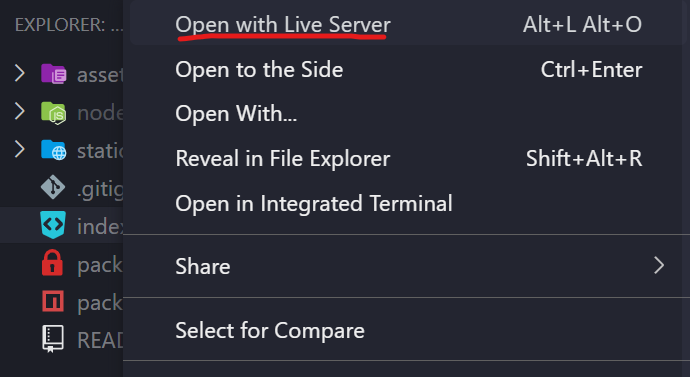 EXPLORER: ...
Open with Live Server Alt+L Alt+O
asset
Open to the Side Ctrl+Enter
node
Open With...
static
Reveal in File Explorer Shift+Alt+R
.gitig
Open in Integrated Terminal
index
pack
Share
pack
Select for Compare
READ